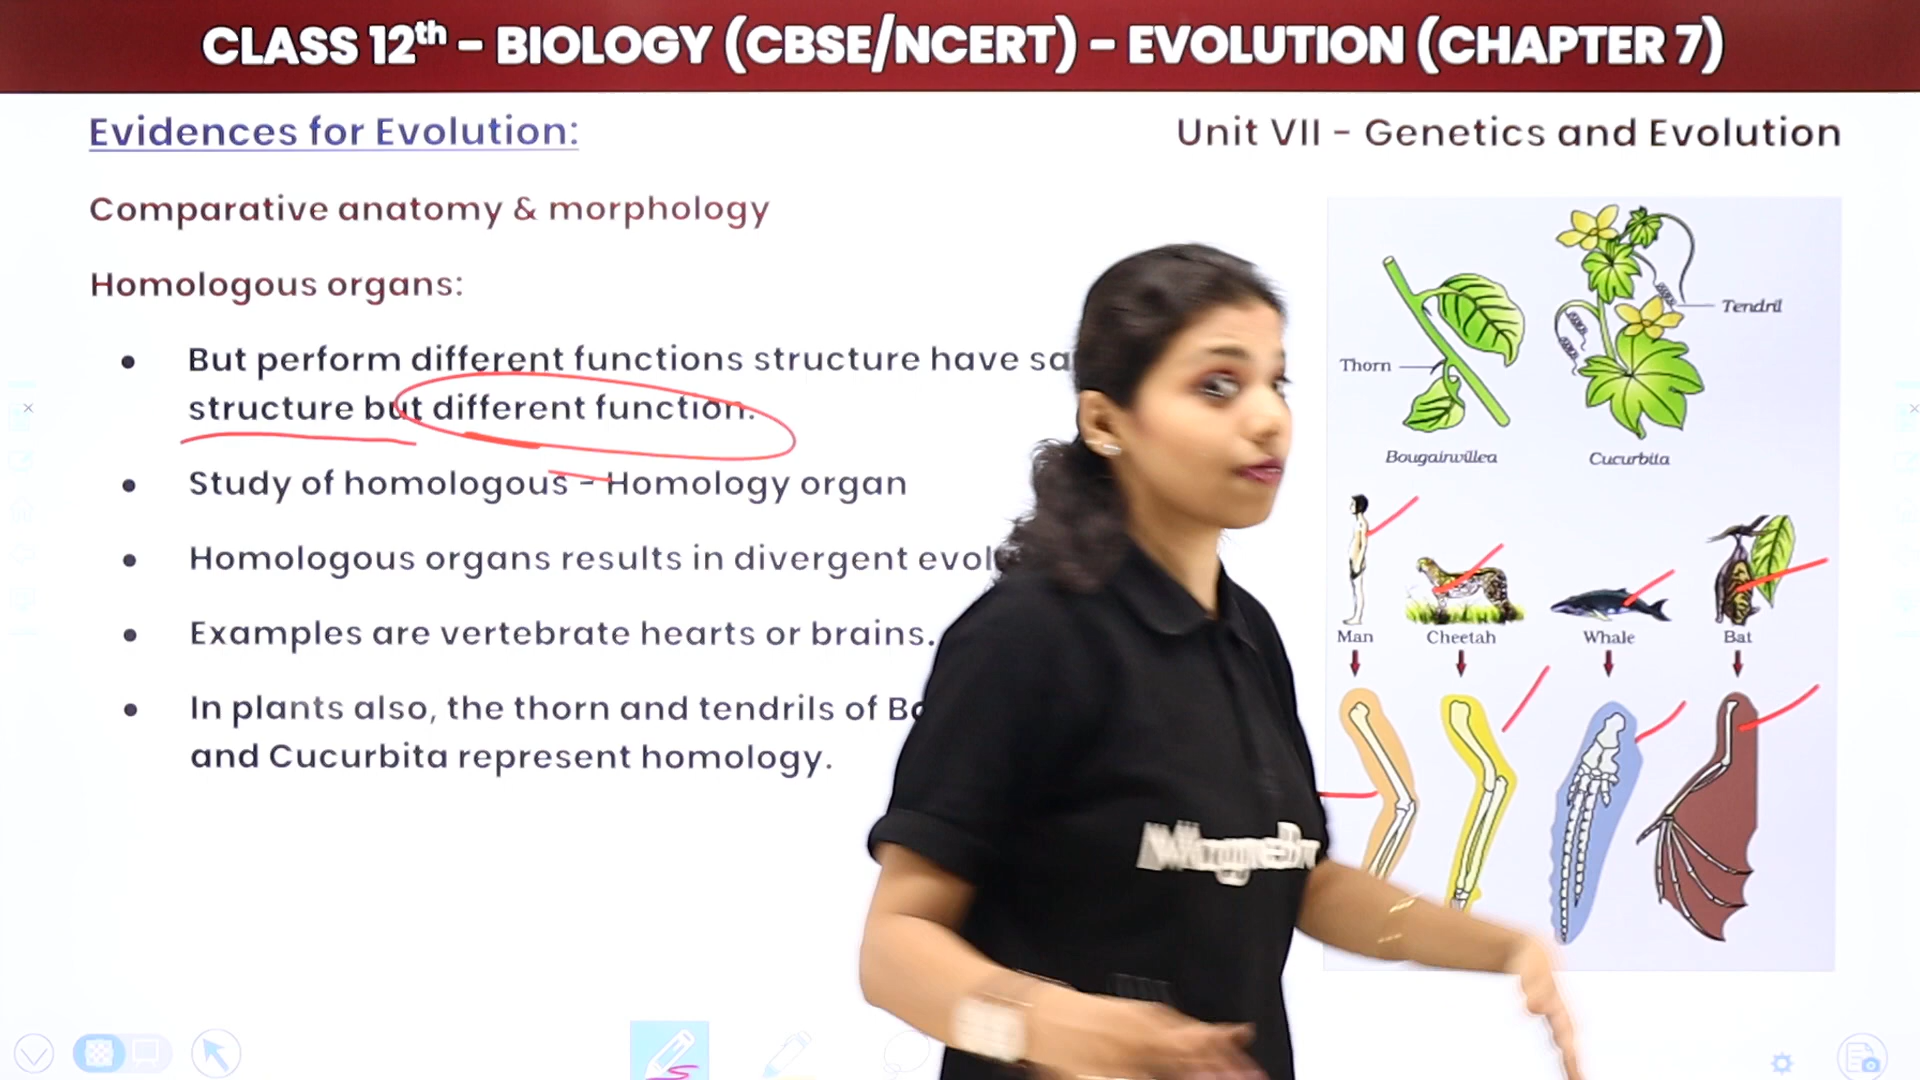 CLASS 12th - BIOLOGY (CBSE/NCERT) - EVOLUTION (CHAPTER 7)
Evidences for Evolution:
Unit VII - Genetics and Evolution
Comparative anatomy & morphology
Homologous organs:
• But perform different functions structure have
structure but different function.
• Study of homologous - Homology organ
• Homologous organs results in divergent
• Examples are vertebrate hearts or brains.
• In plants also, the thorn and tendrils of
and Cucurbita represent homology.
Thorn
Tendril
Bougainvillea
Cucurbita
Man Cheetah Whale Bat